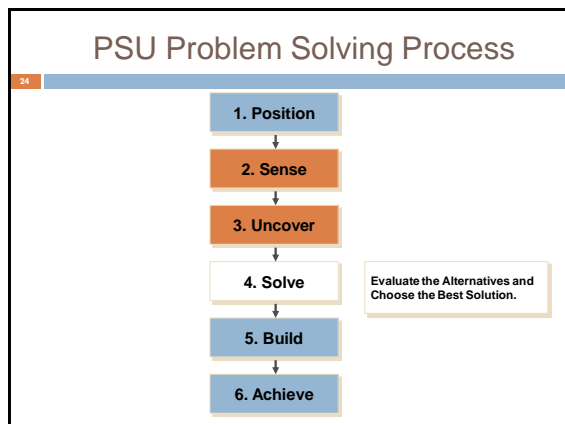 PSU Problem Solving Process
24
1. Position
2. Sense
3. Uncover
4. Solve
Evaluate the Alternatives and
Choose the Best Solution.
5. Build
6. Achieve